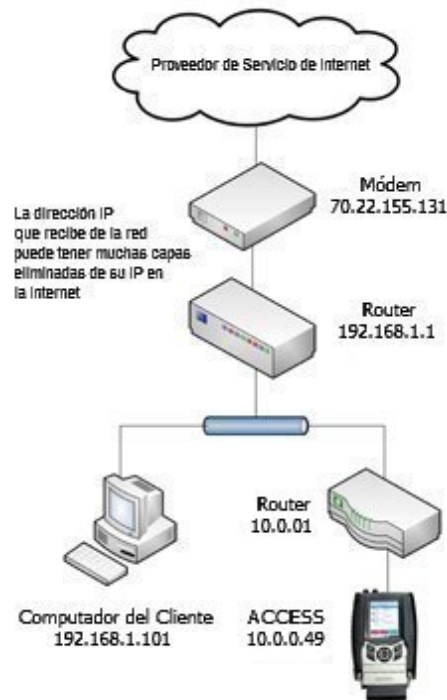 Proveedor de Servicio de Internet
Módem
70.22.155.131
La dirección IP
que recibe de la red
puede tener muchas capas
eliminadas de su IP en
la Internet
Router
192.168.1.1
Router
10.0.01
Computador del Cliente
192.168.1.101
ACCESS
10.0.0.49